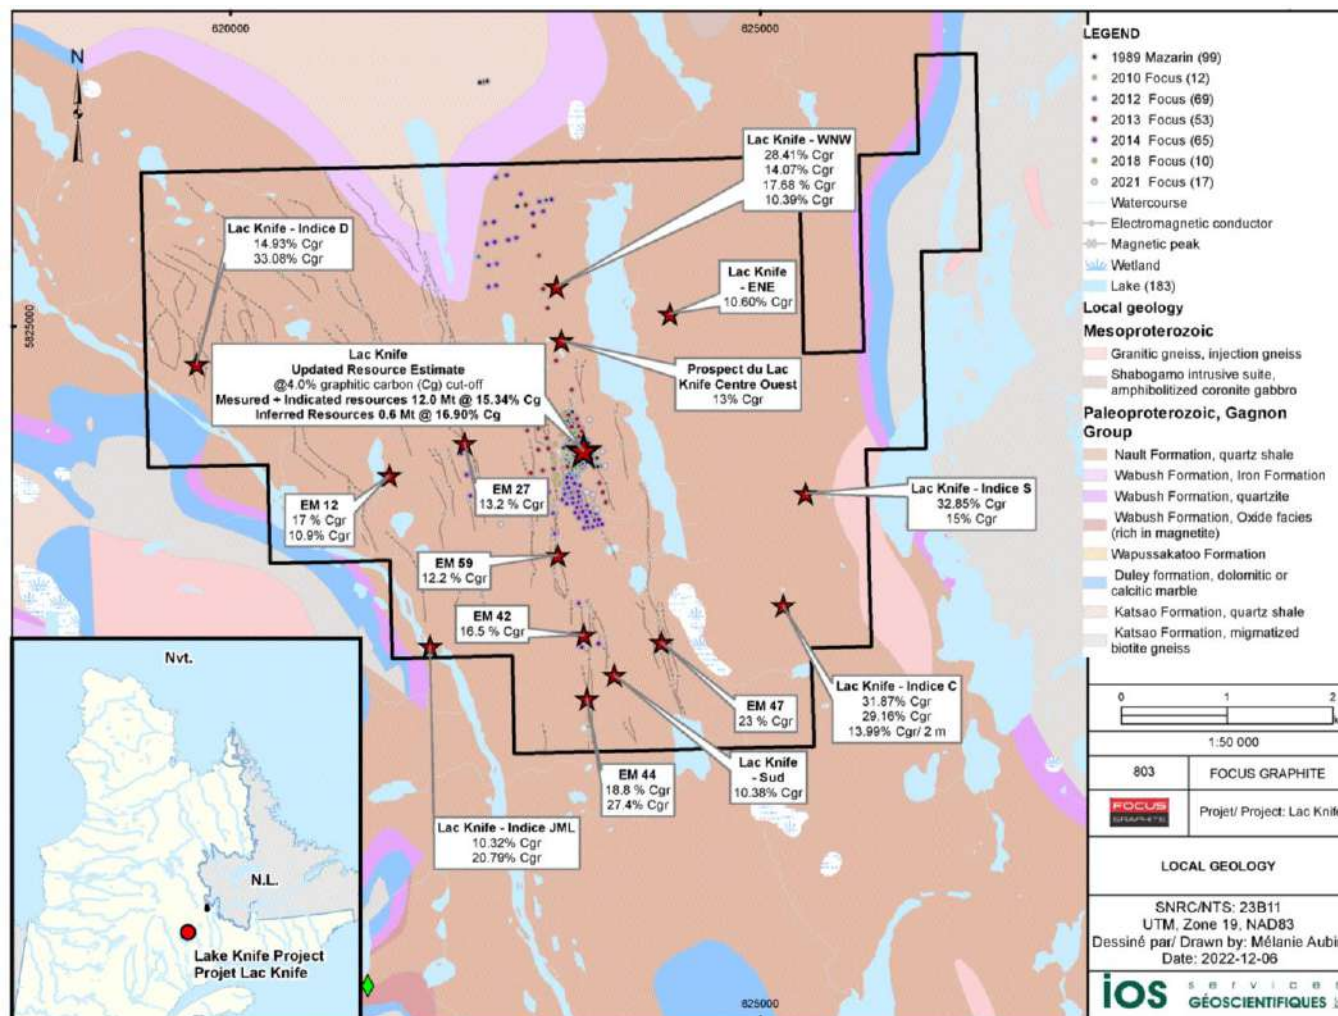 620000
625000
5825000
N
Lac Knife - WNW
28.41% Cgr
14.07% Cgr
17.68 % Cgr
10.39% Cgr
Lac Knife - Indice D
14.93% Cgr
33.08% Cgr
Lac Knife
- ENE
10.60% Cgr
Lac Knife
Updated Resource Estimate
@4.0% graphitic carbon (Cg) cut-off
Mesured + Indicated resources 12.0 Mt @ 15.34% Cg
Inferred Resources 0.6 Mt @ 16.90% Cg
Prospect du Lac
Knife Centre Ouest
13% Cgr
EM 12
17 % Cgr
10.9% Cgr
EM 27
13.2 % Cgr
Lac Knife - Indice S
32.85% Cgr
15% Cgr
EM 59
12.2 % Cgr
EM 42
16.5 % Cgr
Lac Knife - Indice C
31.87% Cgr
29.16% Cgr
13.99% Cgr/ 2 m
EM 47
23 % Cgr
Lac Knife
- Sud
10.38% Cgr
EM 44
18.8 % Cgr
27.4% Cgr
Lac Knife - Indice JML
10.32% Cgr
20.79% Cgr
625000
Nvt.
N.L.
Lake Knife Project
Projet Lac Knife
LEGEND
1989 Mazarin (99)
2010 Focus (12)
2012 Focus (69)
2013 Focus (53)
2014 Focus (65)
2018 Focus (10)
2021 Focus (17)
Watercourse
Electromagnetic conductor
Magnetic peak
Wetland
Lake (183)
Local geology
Mesoproterozoic
Granitic gneiss, injection gneiss
Shabogamo intrusive suite,
amphibolitized coronite gabbro
Paleoproterozoic, Gagnon
Group
Nault Formation, quartz shale
Wabush Formation, Iron Formation
Wabush Formation, quartzite
Wabush Formation, Oxide facies
(rich in magnetite)
Wapussakatoo Formation
Duley formation, dolomitic or
calcitic marble
Katsao Formation, quartz shale
Katsao Formation, migmatized
biotite gneiss
0 1 2
1:50 000
803 FOCUS GRAPHITE
FOCUS
GRAPHITE
Projet/ Project: Lac Knife
LOCAL GEOLOGY
SNRC/NTS: 23B11
UTM, Zone 19, NAD83
Dessiné par/ Drawn by: Mélanie Aubin
Date: 2022-12-06
iOS services
GÉOSCIENTIFIQUES